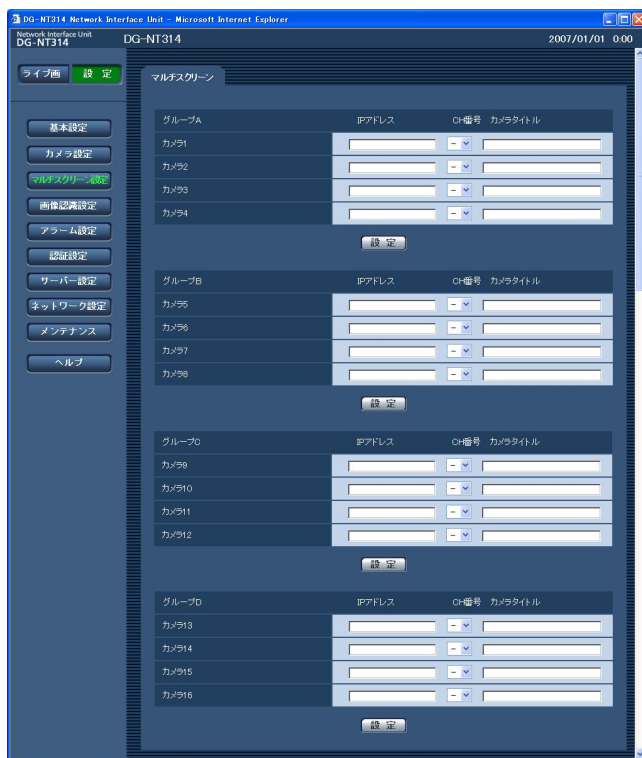 DG-NT314 Network Interface Unit - Microsoft Internet Explorer
Network Interface Unit
DG-NT314
DG-NT314
2007/01/01 0:00
ライブ画 設 定
マルチスクリーン
基本設定
カメラ設定
マルチスクリーン設定
画像認識設定
アラーム設定
認証設定
サーバー設定
ネットワーク設定
メンテナンス
ヘルプ
グループA IPアドレス CH番号 カメラタイトル
カメラ1 -
カメラ2 -
カメラ3 -
カメラ4 -
設 定
グループB IPアドレス CH番号 カメラタイトル
カメラ5 -
カメラ6 -
カメラ7 -
カメラ8 -
設 定
グループC IPアドレス CH番号 カメラタイトル
カメラ9 -
カメラ10 -
カメラ11 -
カメラ12 -
設 定
グループD IPアドレス CH番号 カメラタイトル
カメラ13 -
カメラ14 -
カメラ15 -
カメラ16 -
設 定